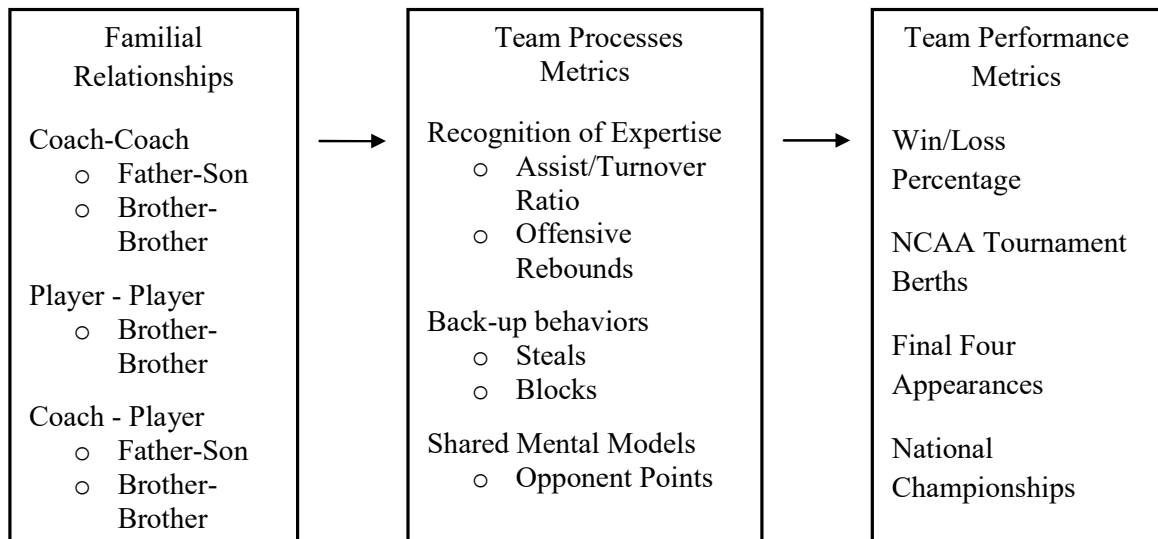 Familial
Relationships
Coach-Coach
o Father-Son
o Brother-
Brother
Player - Player
o Brother-
Brother
Coach - Player
o Father-Son
o Brother-
Brother
Team Processes
Metrics
Recognition of Expertise
o Assist/Turnover
Ratio
o Offensive
Rebounds
Back-up behaviors
o Steals
o Blocks
Shared Mental Models
o Opponent Points
Team Performance
Metrics
Win/Loss
Percentage
NCAA Tournament
Berths
Final Four
Appearances
National
Championships